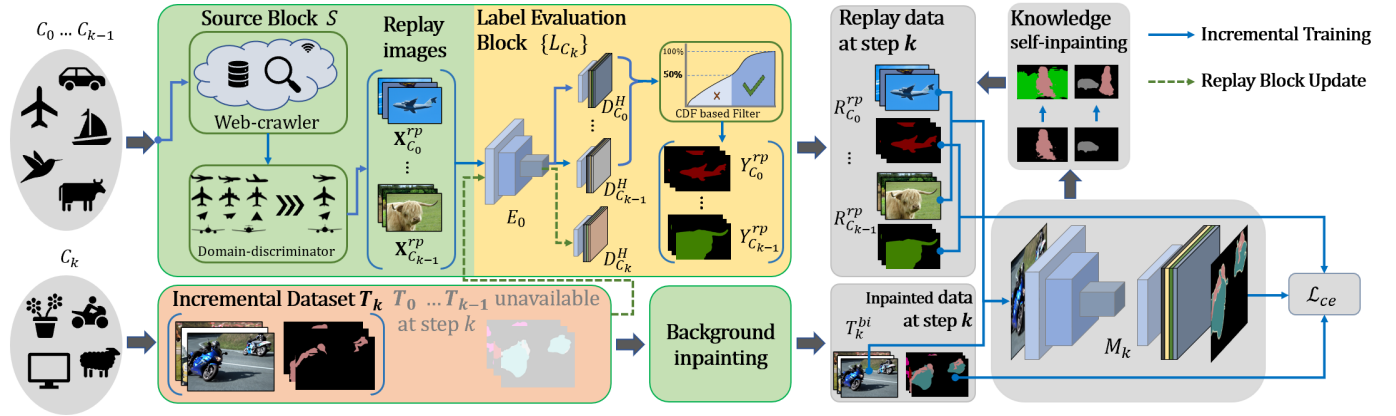 C_0 … C_{k−1}
Source Block S
Web-crawler
Domain-discriminator
Replay
images
X^{rp}_{C_0}
⋮
X^{rp}_{C_{k−1}}
Label Evaluation
Block {L_{C_k}}
E_0
D^H_{C_0}
⋮
D^H_{C_{k−1}}
D^H_{C_k}
100%
50%
x
CDF based Filter
Y^{rp}_{C_0}
⋮
Y^{rp}_{C_{k−1}}
Replay data
at step k
R^{rp}_{C_0}
⋮
R^{rp}_{C_{k−1}}
Knowledge
self-inpainting
Incremental Training
Replay Block Update
C_k
Incremental Dataset T_k
T_0 … T_{k−1} unavailable
at step k
Background
inpainting
Inpainted data
at step k
T^{bi}_k
M_k
ℒ_{ce}